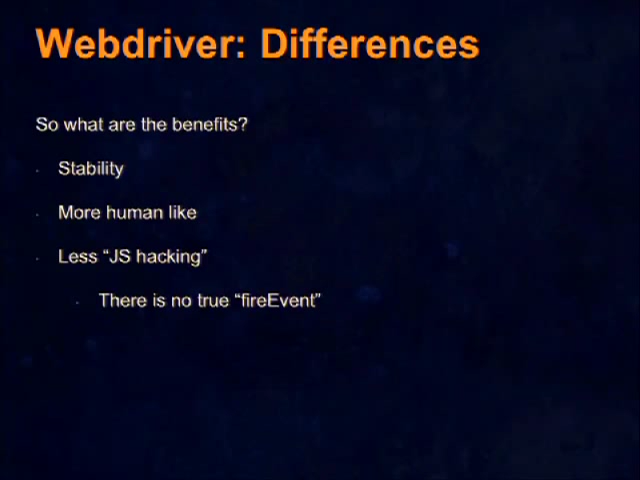 Webdriver: Differences
So what are the benefits?
Stability
More human like
Less “JS hacking”
There is no true “fireEvent”